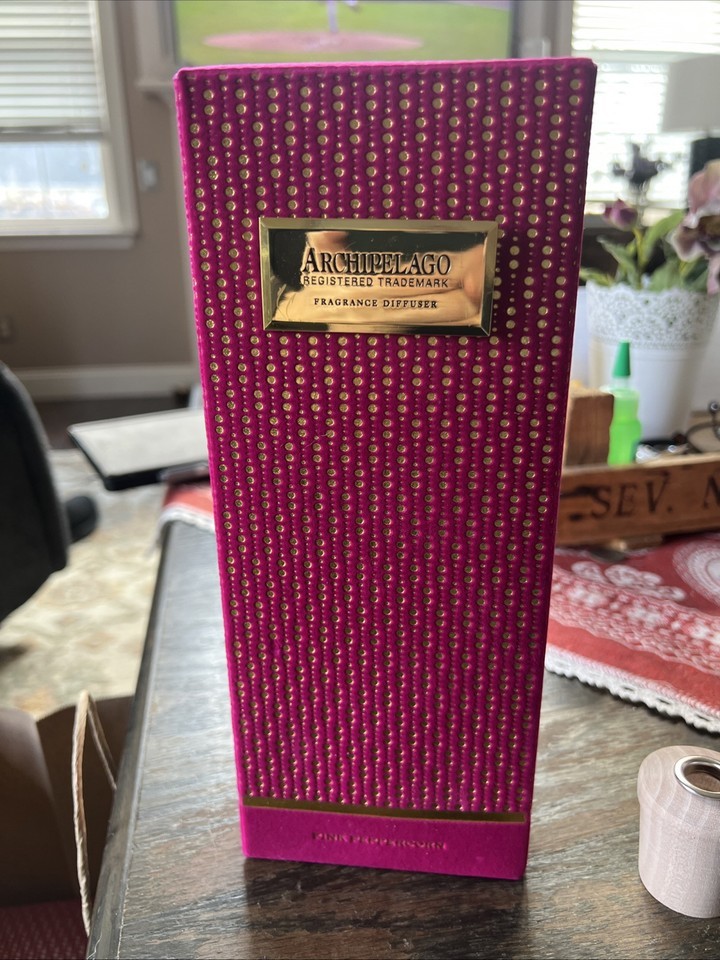 ARCHIPELAGO
REGISTERED TRADEMARK
FRAGRANCE DIFFUSER
SEV. N
PINK PEPPERCORN